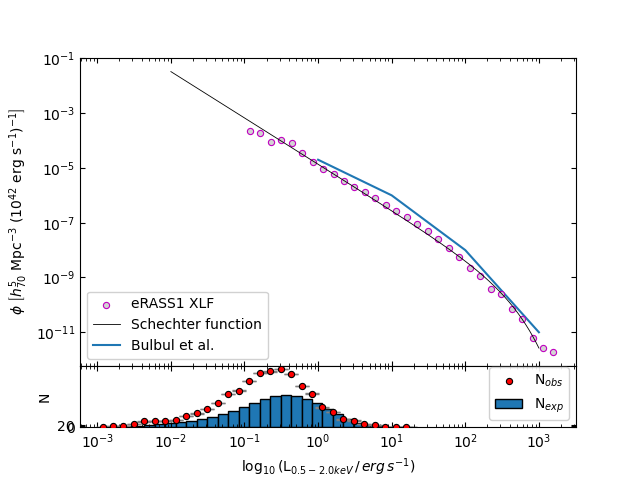 10⁻¹
10⁻³
10⁻⁵
10⁻⁷
10⁻⁹
10⁻¹¹
ϕ [h⁵₇₀ Mpc⁻³ (10⁴² erg s⁻¹)⁻¹]
eRASS1 XLF
Schechter function
Bulbul et al.
N
20
0
N_obs
N_exp
10⁻³ 10⁻² 10⁻¹ 10⁰ 10¹ 10² 10³
log₁₀ (L₀.₅₋₂.₀keV / erg s⁻¹)